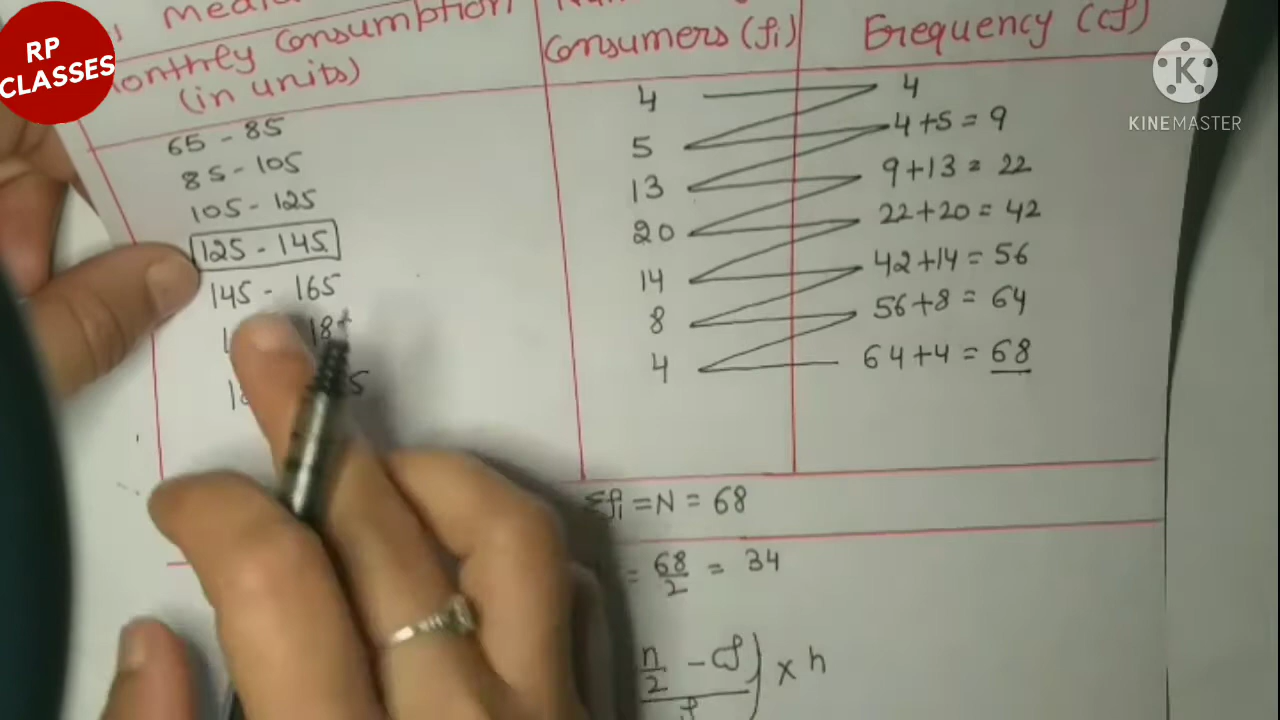 RP
CLASSES
Media
Monthly Consumption
(in units)
Consumers (fi)
Frequency (cf)
KINEMASTER
65 - 85 4 4
85 - 105 5 4 + 5 = 9
105 - 125 13 9 + 13 = 22
125 - 145 20 22 + 20 = 42
145 - 165 14 42 + 14 = 56
8 56 + 8 = 64
4 64 + 4 = 68
Σfi = N = 68
= 68/2 = 34
n/2 - cf) × h
f